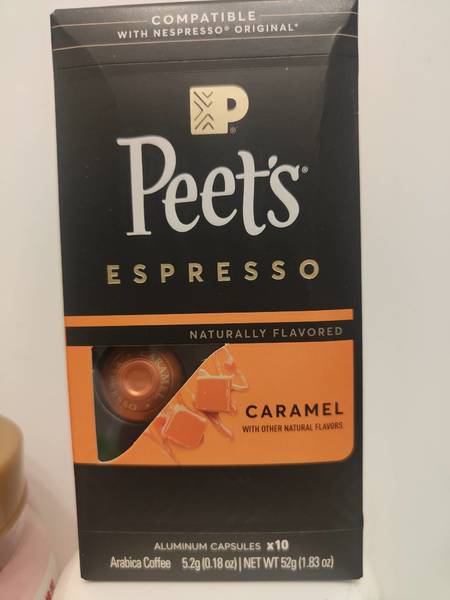 COMPATIBLE
WITH NESPRESSO® ORIGINAL*
P
®
Peet's®
ESPRESSO
NATURALLY FLAVORED
CARAMEL
WITH OTHER NATURAL FLAVORS
ALUMINUM CAPSULES x10
Arabica Coffee 5.2g (0.18 oz) | NET WT 52g (1.83 oz)